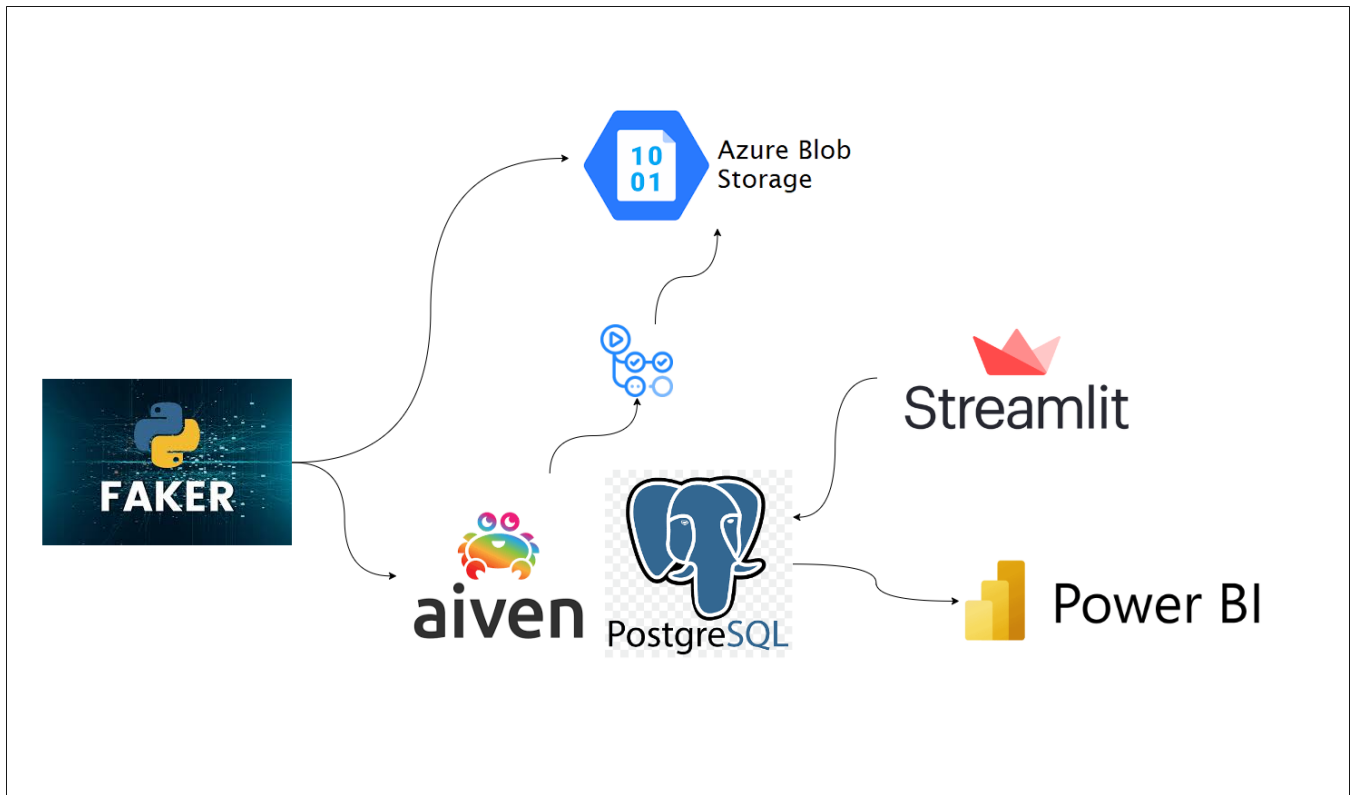 Azure Blob
Storage
10
01
Streamlit
FAKER
aiven
PostgreSQL
Power BI